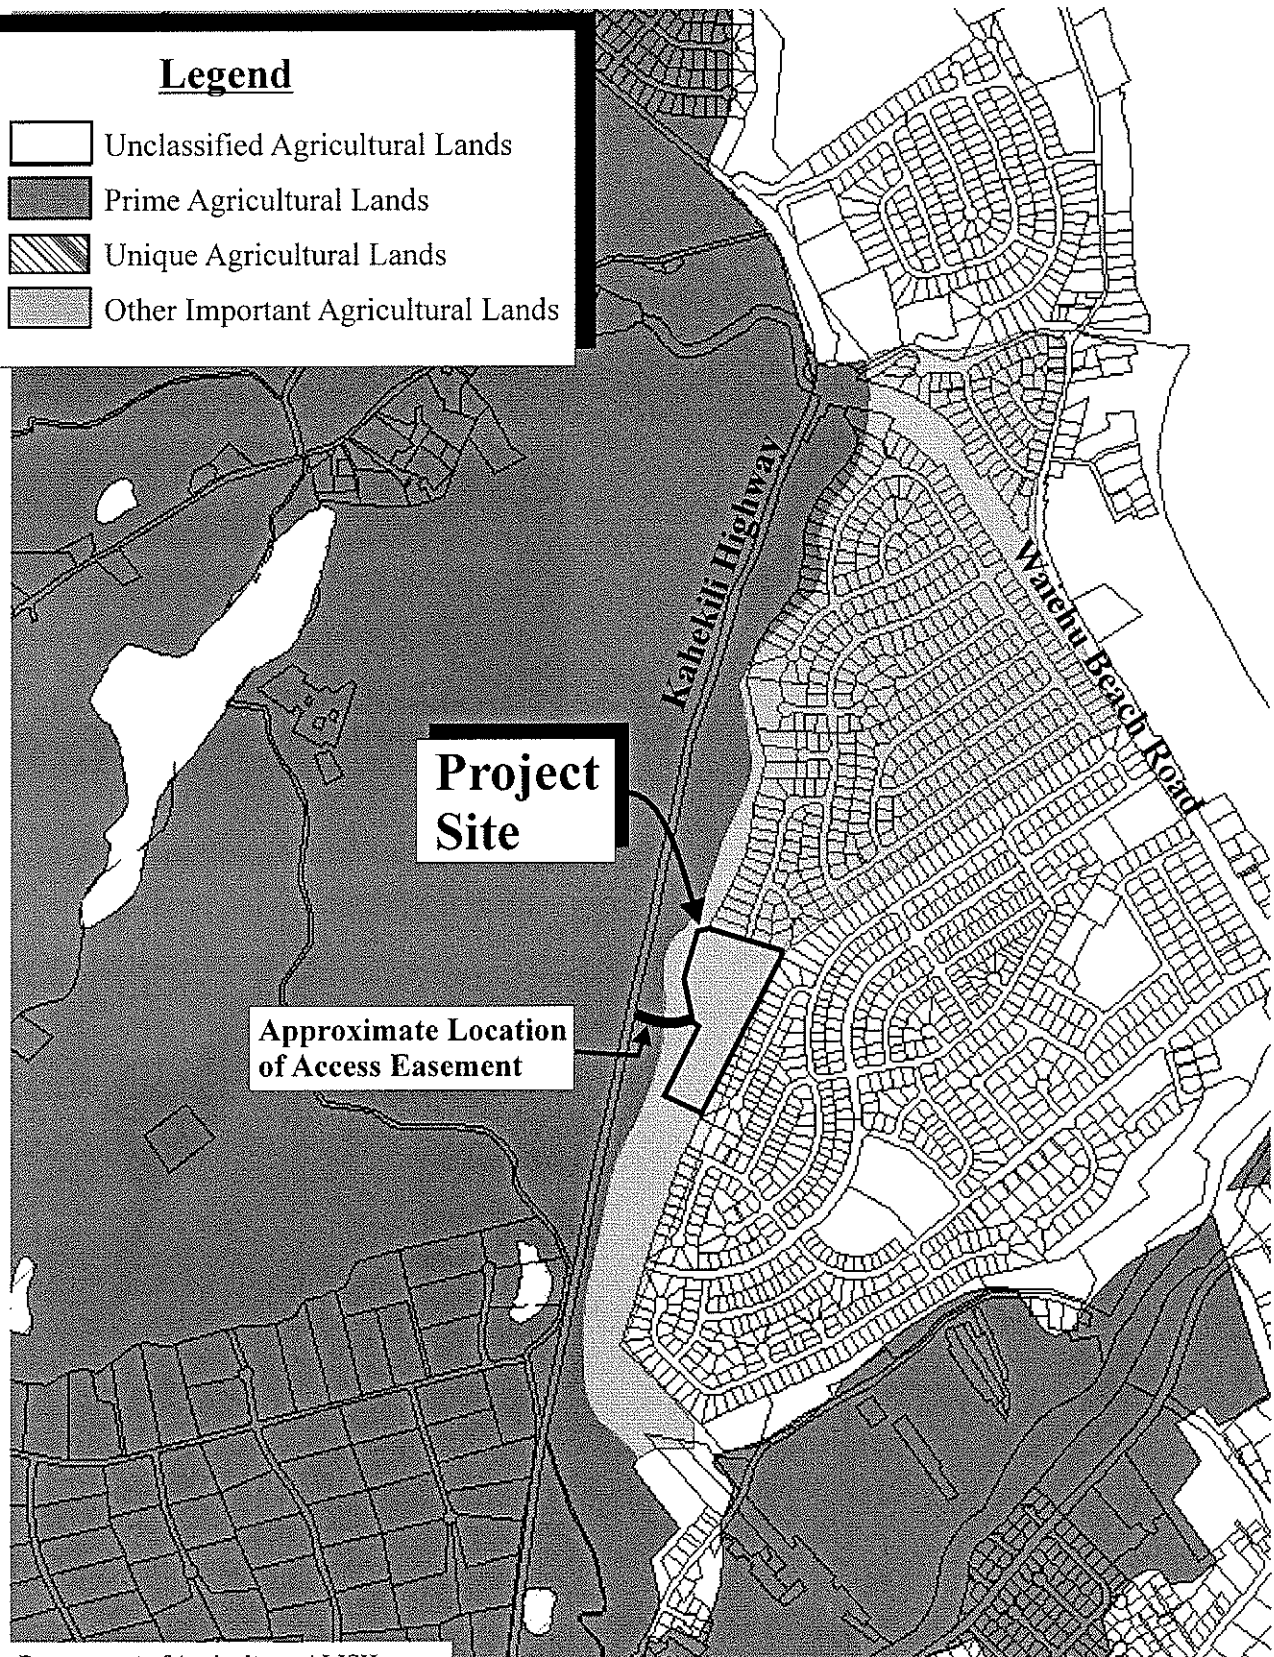 Legend
Unclassified Agricultural Lands
Prime Agricultural Lands
Unique Agricultural Lands
Other Important Agricultural Lands
Kahekili Highway
Waiehu Beach Road
Project
Site
Approximate Location
of Access Easement